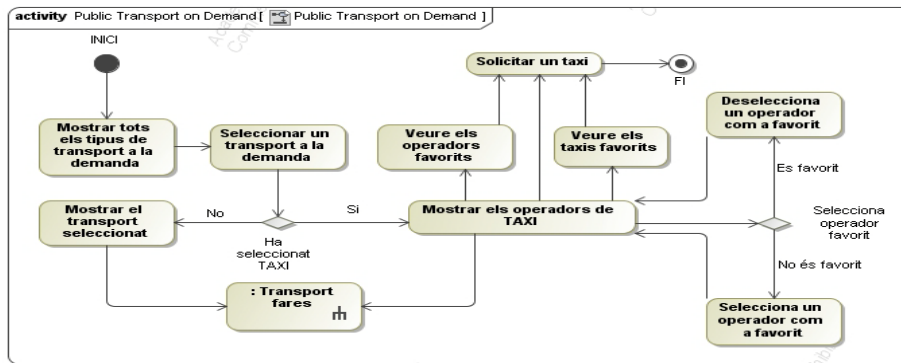 activity Public Transport on Demand [ Public Transport on Demand ]
INICI
Solicitar un taxi
FI
Mostrar tots
els tipus de
transport a la
demanda
Seleccionar un
transport a la
demanda
Veure els
operadors
favorits
Veure els
taxis favorits
Deselecciona
un operador
com a favorit
Es favorit
Mostrar el
transport
seleccionat
No
Si
Mostrar els operadors de
TAXI
Ha
seleccionat
TAXI
Selecciona
operador
favorit
No és favorit
: Transport
fares
Selecciona un
operador com
a favorit